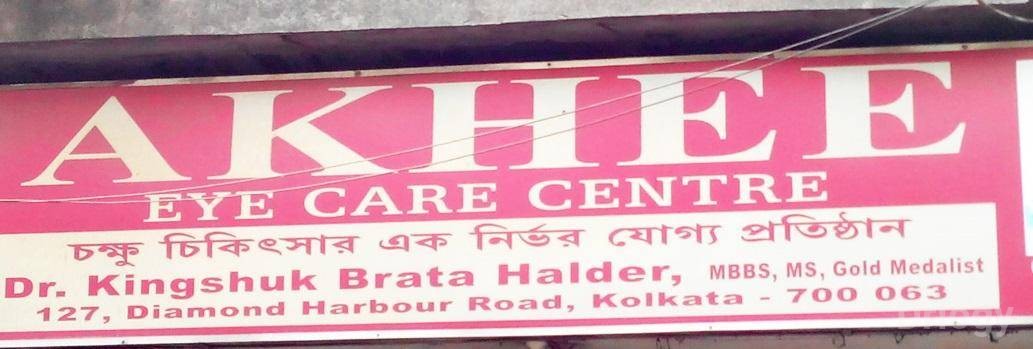 AKHEE
EYE CARE CENTRE
চক্ষু চিকিৎসার এক নির্ভর যোগ্য প্রতিষ্ঠান
Dr. Kingshuk Brata Halder, MBBS, MS, Gold Medalist
127, Diamond Harbour Road, Kolkata - 700 063